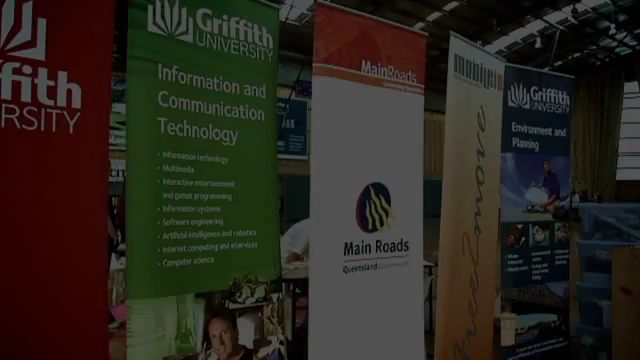 Griffith
UNIVERSITY
Griffith
UNIVERSITY
Information and
Communication
Technology
• Information technology
• Multimedia
• Interactive entertainment
and games programming
• Information systems
• Software engineering
• Artificial intelligence and robotics
• Internet computing and eServices
• Computer science
MainRoads
Main Roads
Queensland Government
free2move
Griffith
UNIVERSITY
Environment and
Planning